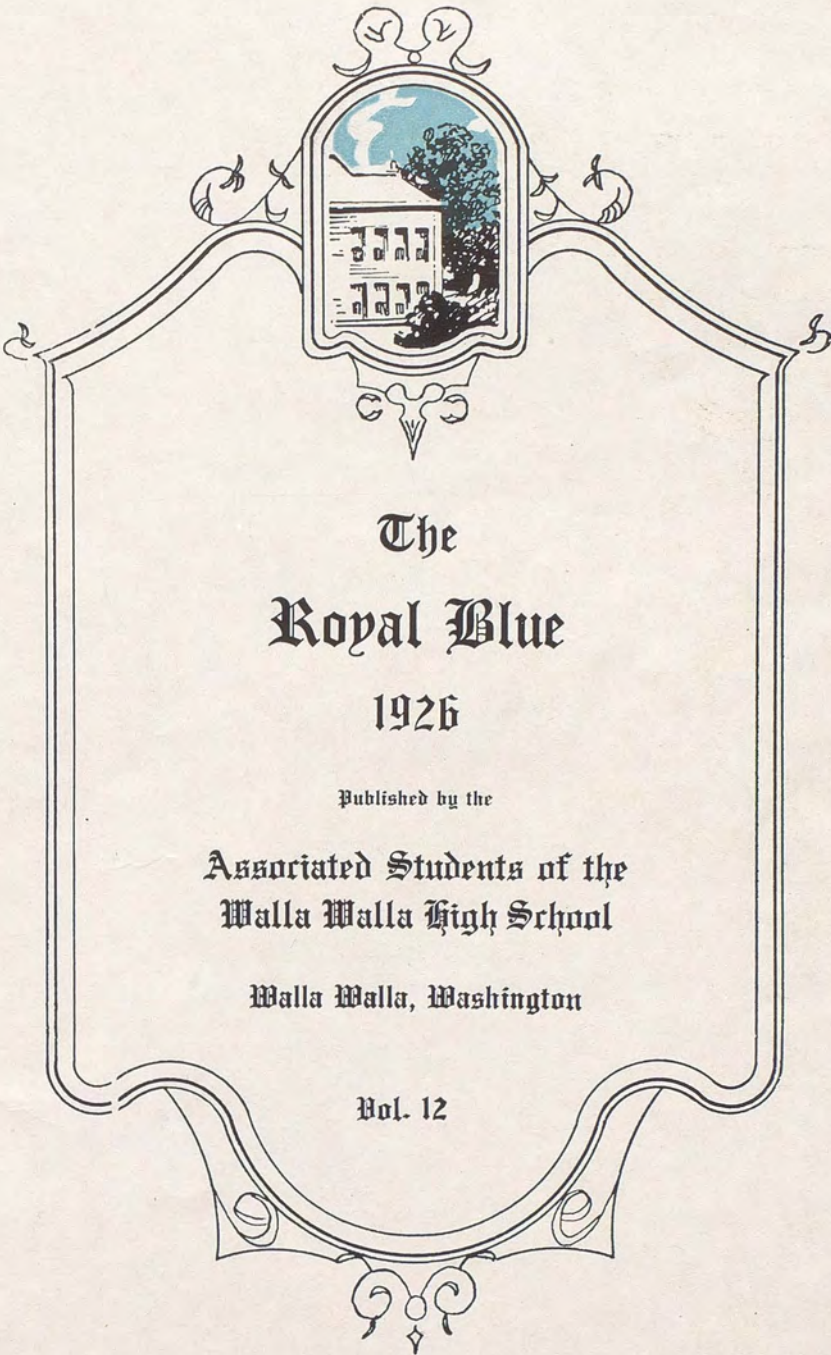 The
Royal Blue
1926
Published by the
Associated Students of the
Walla Walla High School
Walla Walla, Washington
Vol. 12